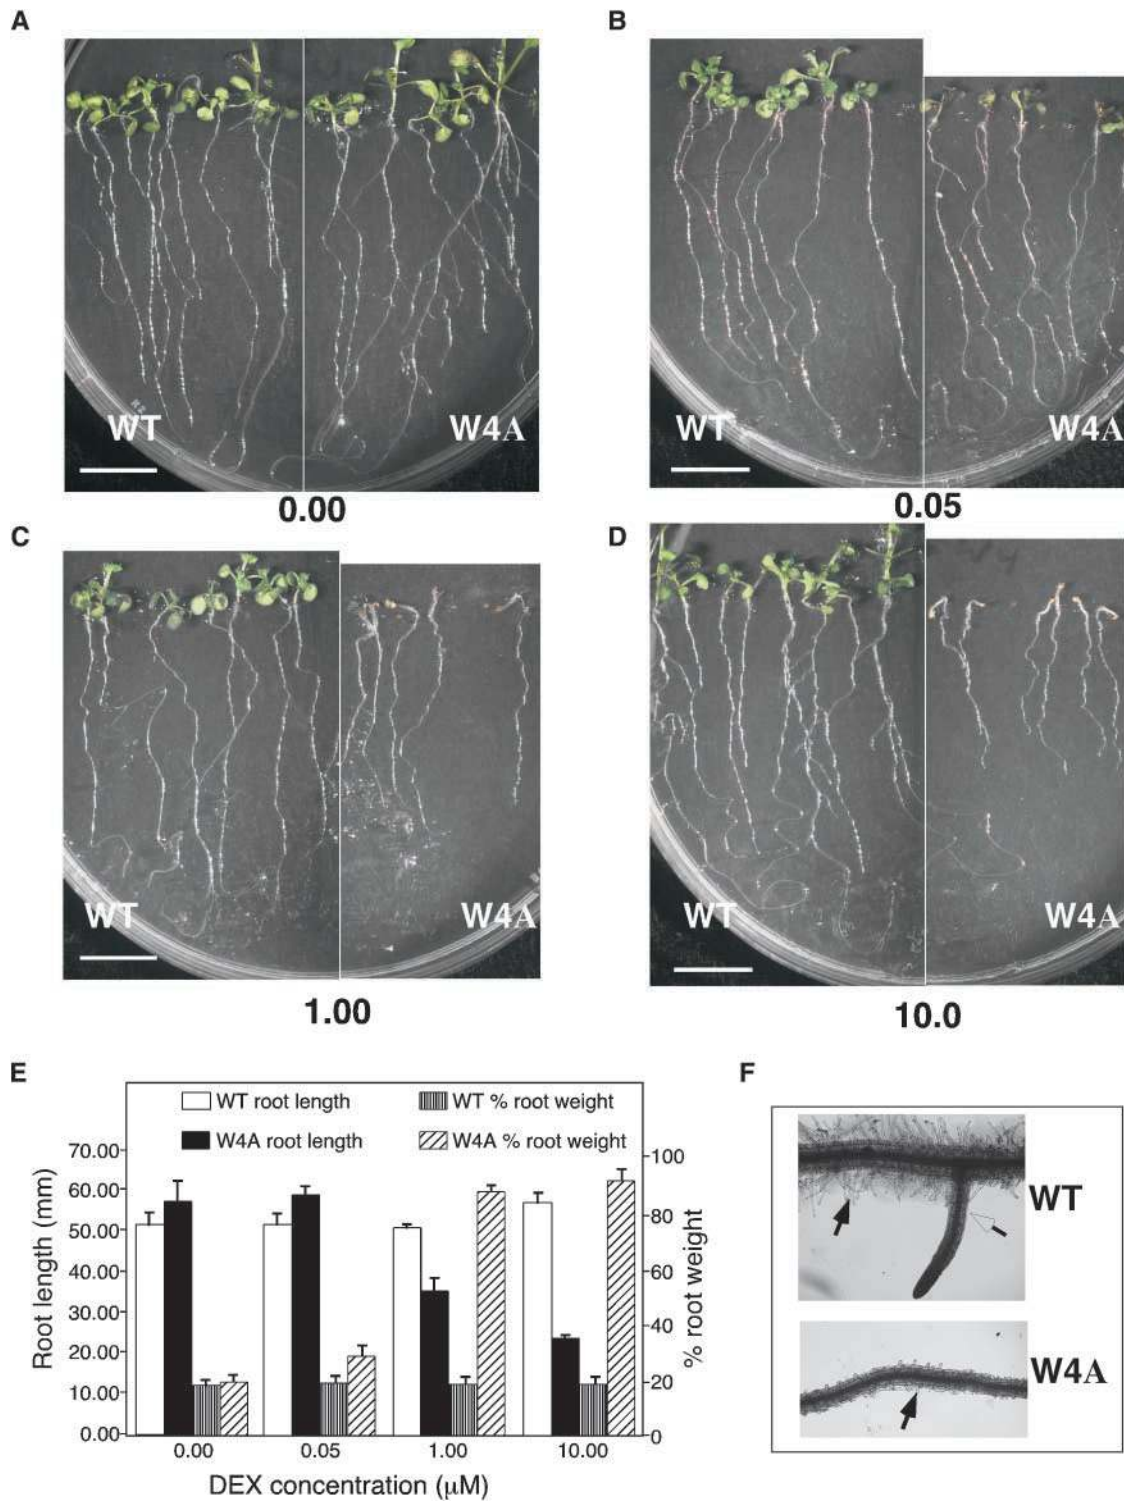 A
B
WT
W4A
0.00
WT
W4A
0.05
C
D
WT
W4A
1.00
WT
W4A
10.0
E
F
WT root length
WT % root weight
W4A root length
W4A % root weight
70.00
60.00
50.00
40.00
30.00
20.00
10.00
0.00
Root length (mm)
100
80
60
40
20
0
% root weight
0.00
0.05
1.00
10.00
DEX concentration (μM)
WT
W4A